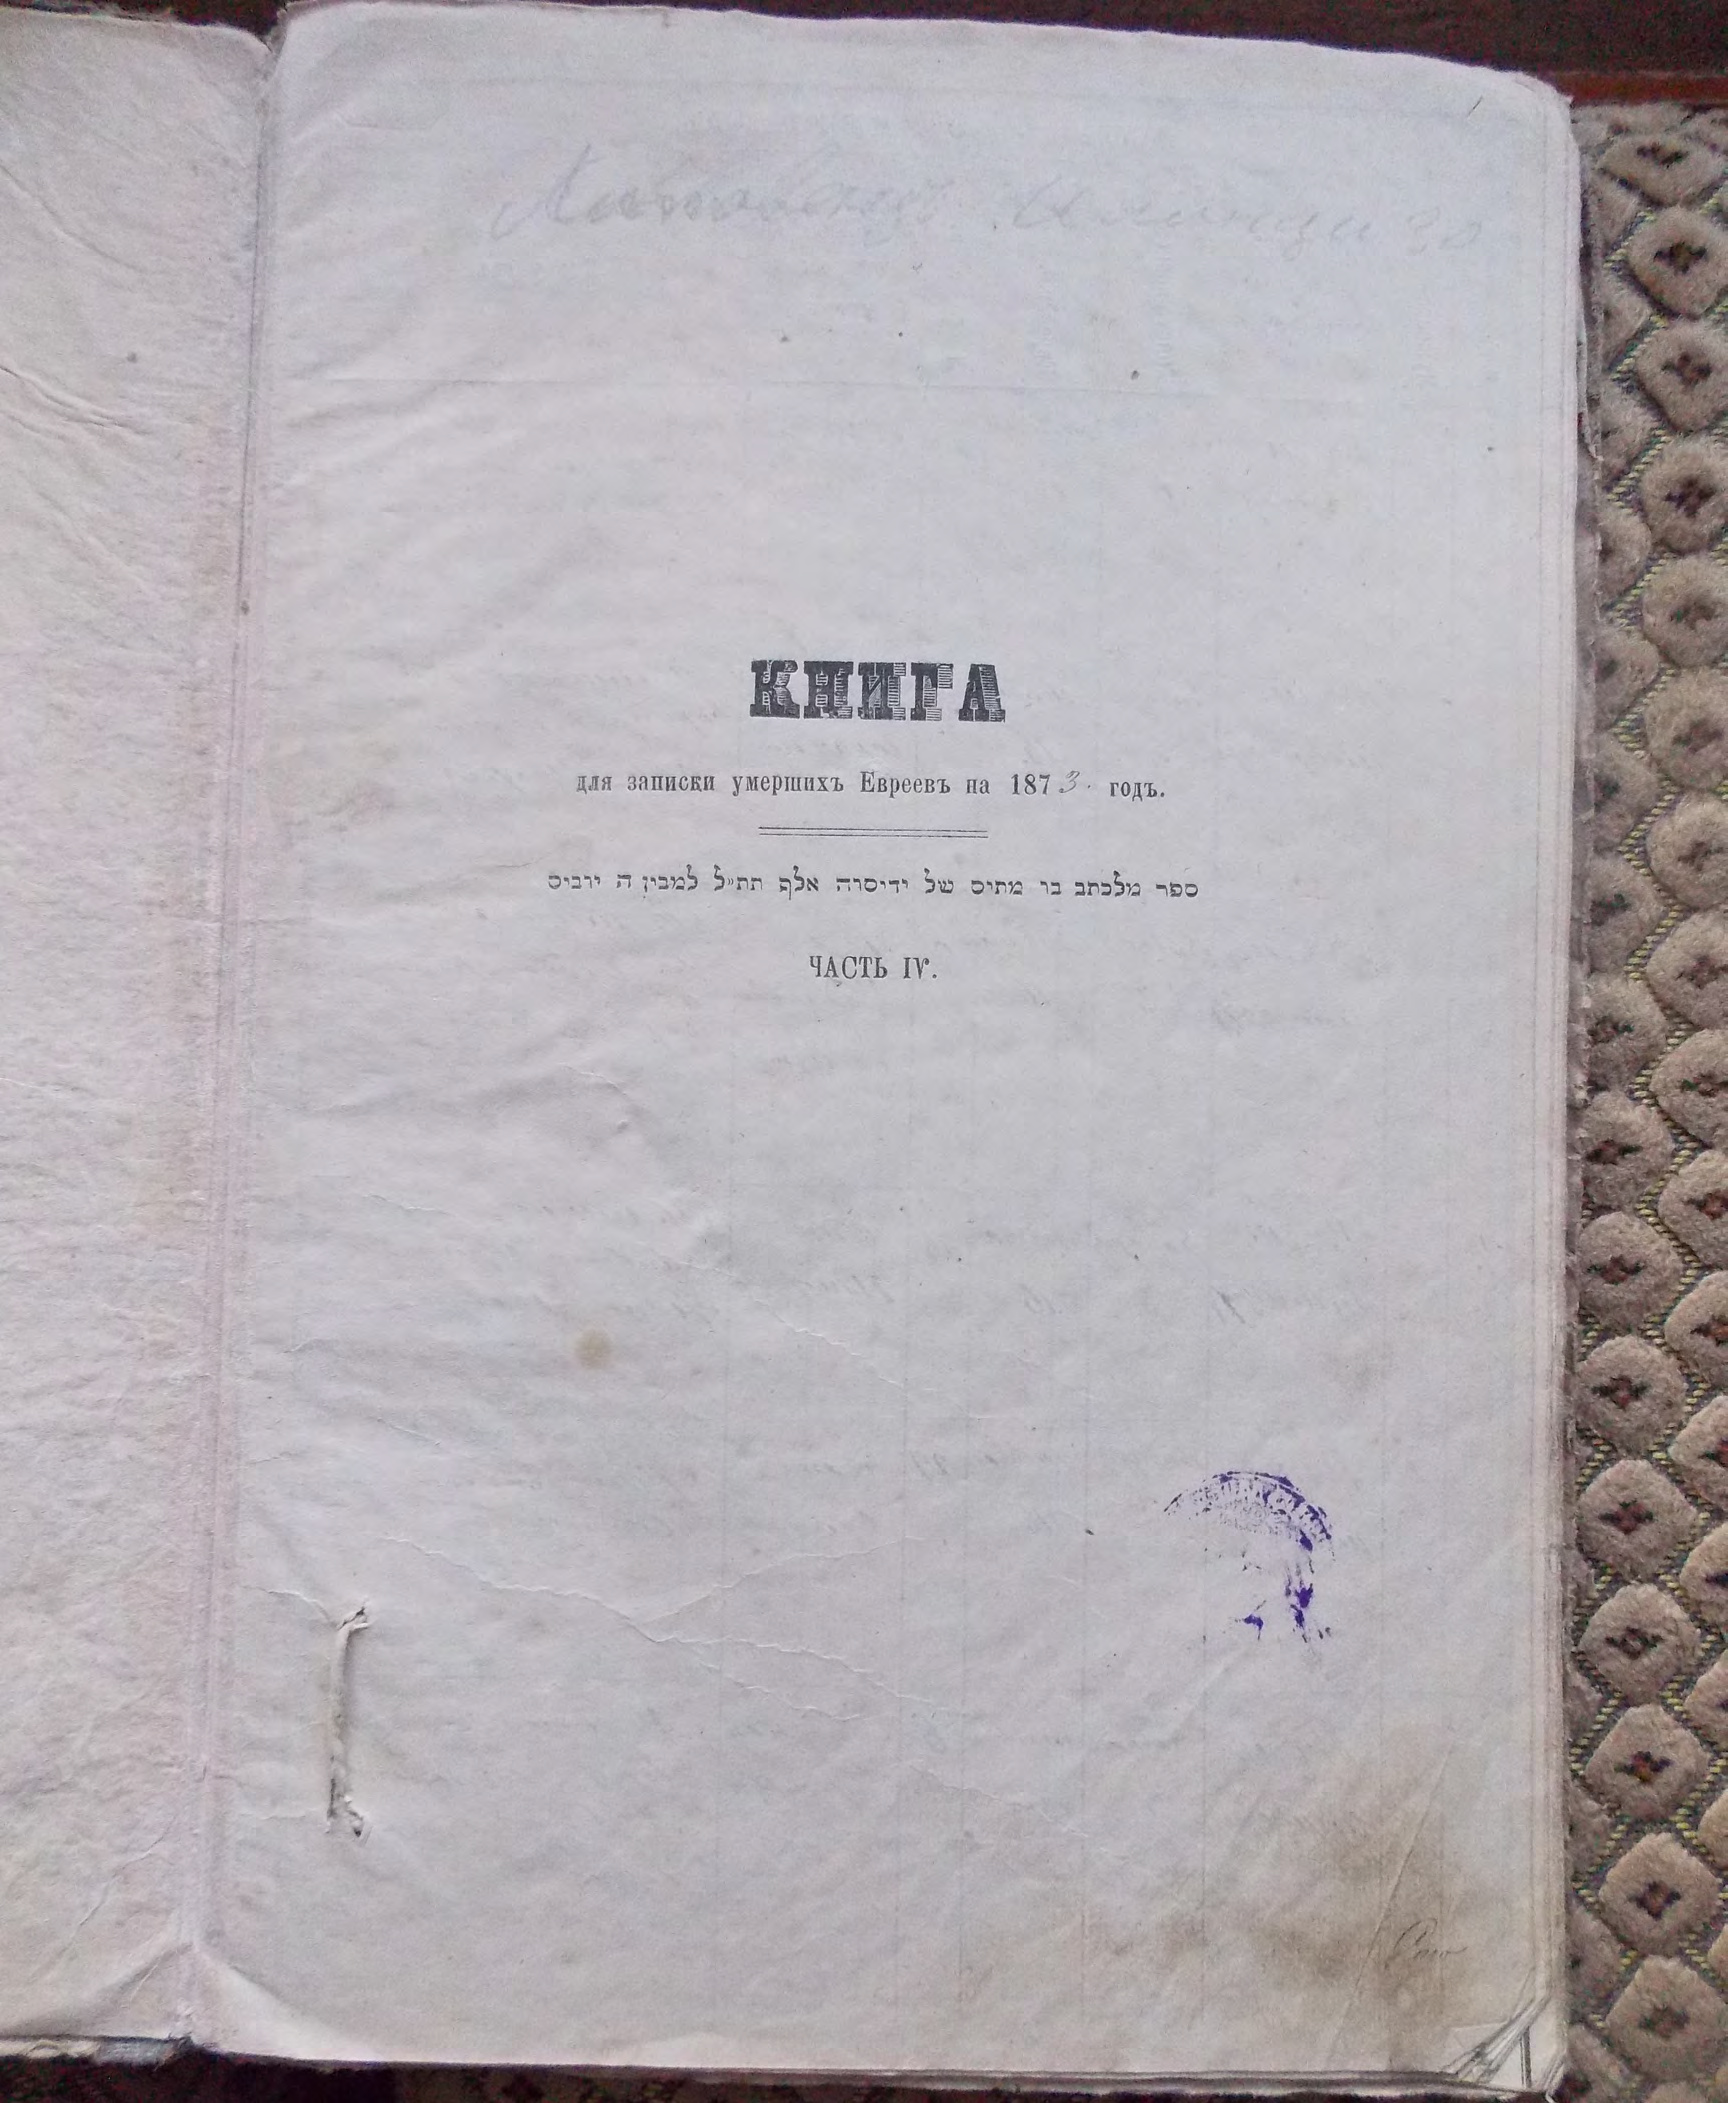 КНИГА
для записки умершихъ Евреевъ на 1873. годъ.
ספר מלכתב בו מתים של ידיסוה אלף תת״ל למבין ה יוביס
ЧАСТЬ IV.